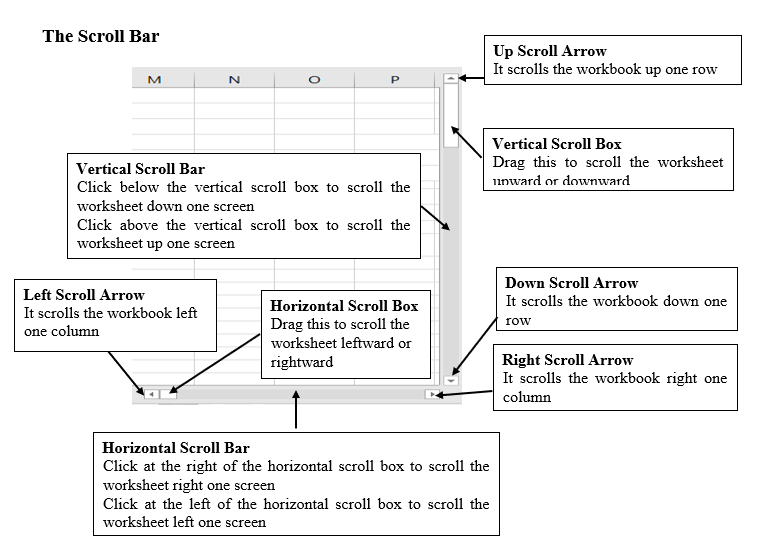 The Scroll Bar
Up Scroll Arrow
It scrolls the workbook up one row
M N O P
Vertical Scroll Box
Drag this to scroll the worksheet
upward or downward
Vertical Scroll Bar
Click below the vertical scroll box to scroll the
worksheet down one screen
Click above the vertical scroll box to scroll the
worksheet up one screen
Left Scroll Arrow
It scrolls the workbook left
one column
Horizontal Scroll Box
Drag this to scroll the
worksheet leftward or
rightward
Down Scroll Arrow
It scrolls the workbook down one
row
Right Scroll Arrow
It scrolls the workbook right one
column
Horizontal Scroll Bar
Click at the right of the horizontal scroll box to scroll the
worksheet right one screen
Click at the left of the horizontal scroll box to scroll the
worksheet left one screen